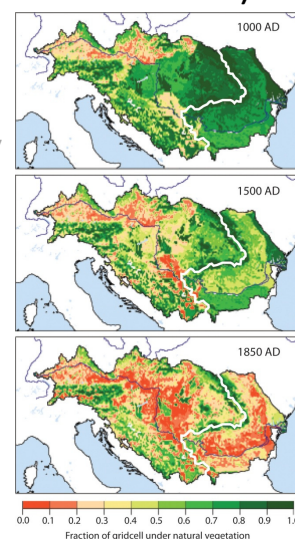 1000 AD
1500 AD
1850 AD
0.0 0.1 0.2 0.3 0.4 0.5 0.6 0.7 0.8 0.9 1.
Fraction of gridcell under natural vegetation